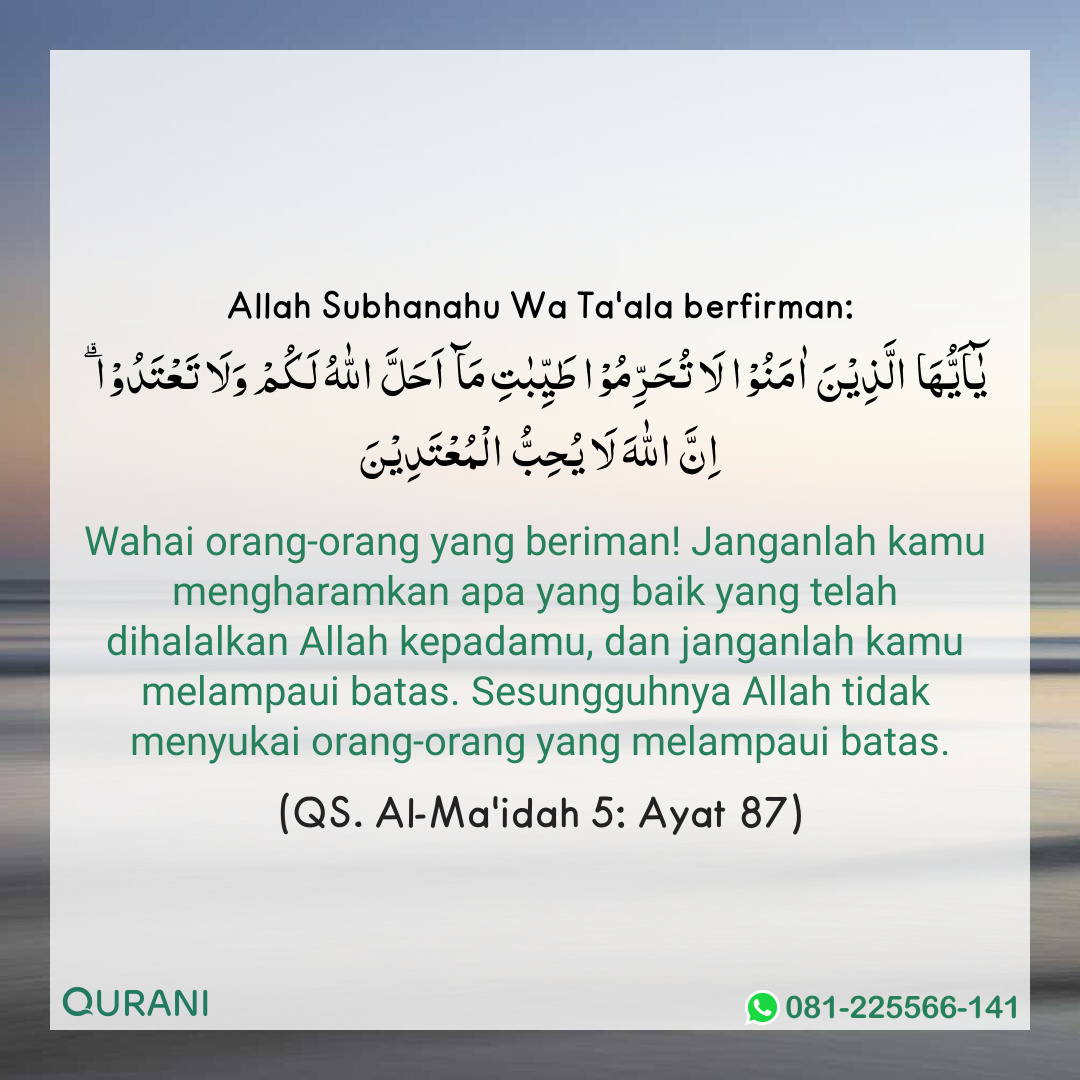 Allah Subhanahu Wa Ta'ala berfirman:
يٰۤاَيُّهَا الَّذِيْنَ اٰمَنُوْا لَا تُحَرِّمُوْا طَيِّبٰتِ مَاۤ اَحَلَّ اللّٰهُ لَـكُمْ وَلَا تَعْتَدُوْا ۗ
اِنَّ اللّٰهَ لَا يُحِبُّ الْمُعْتَدِيْنَ
Wahai orang-orang yang beriman! Janganlah kamu
mengharamkan apa yang baik yang telah
dihalalkan Allah kepadamu, dan janganlah kamu
melampaui batas. Sesungguhnya Allah tidak
menyukai orang-orang yang melampaui batas.
(QS. Al-Ma'idah 5: Ayat 87)
QURANI
081-225566-141